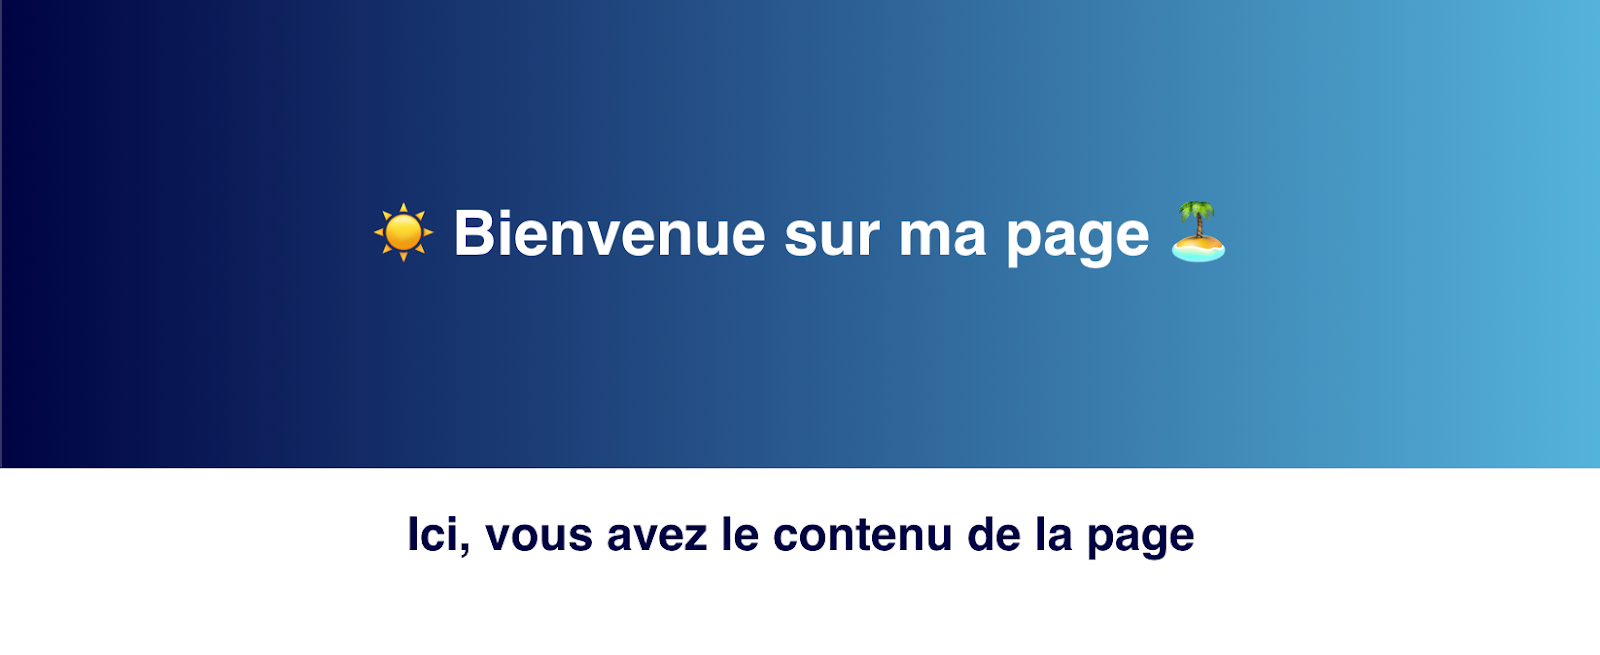 ☀️ Bienvenue sur ma page 🏝️
Ici, vous avez le contenu de la page